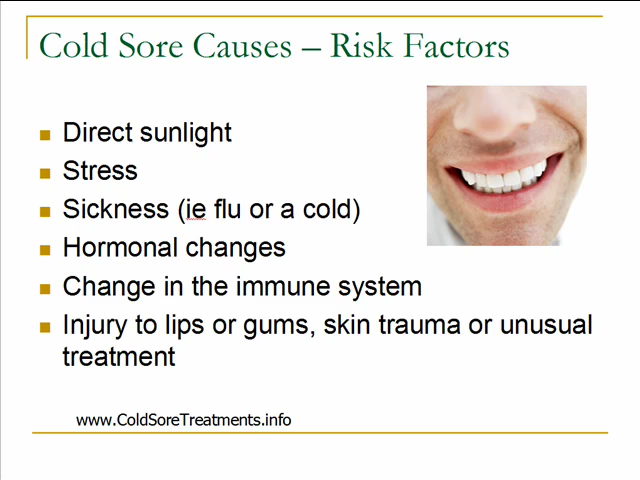 Cold Sore Causes – Risk Factors
Direct sunlight
Stress
Sickness (ie flu or a cold)
Hormonal changes
Change in the immune system
Injury to lips or gums, skin trauma or unusual
treatment
www.ColdSoreTreatments.info